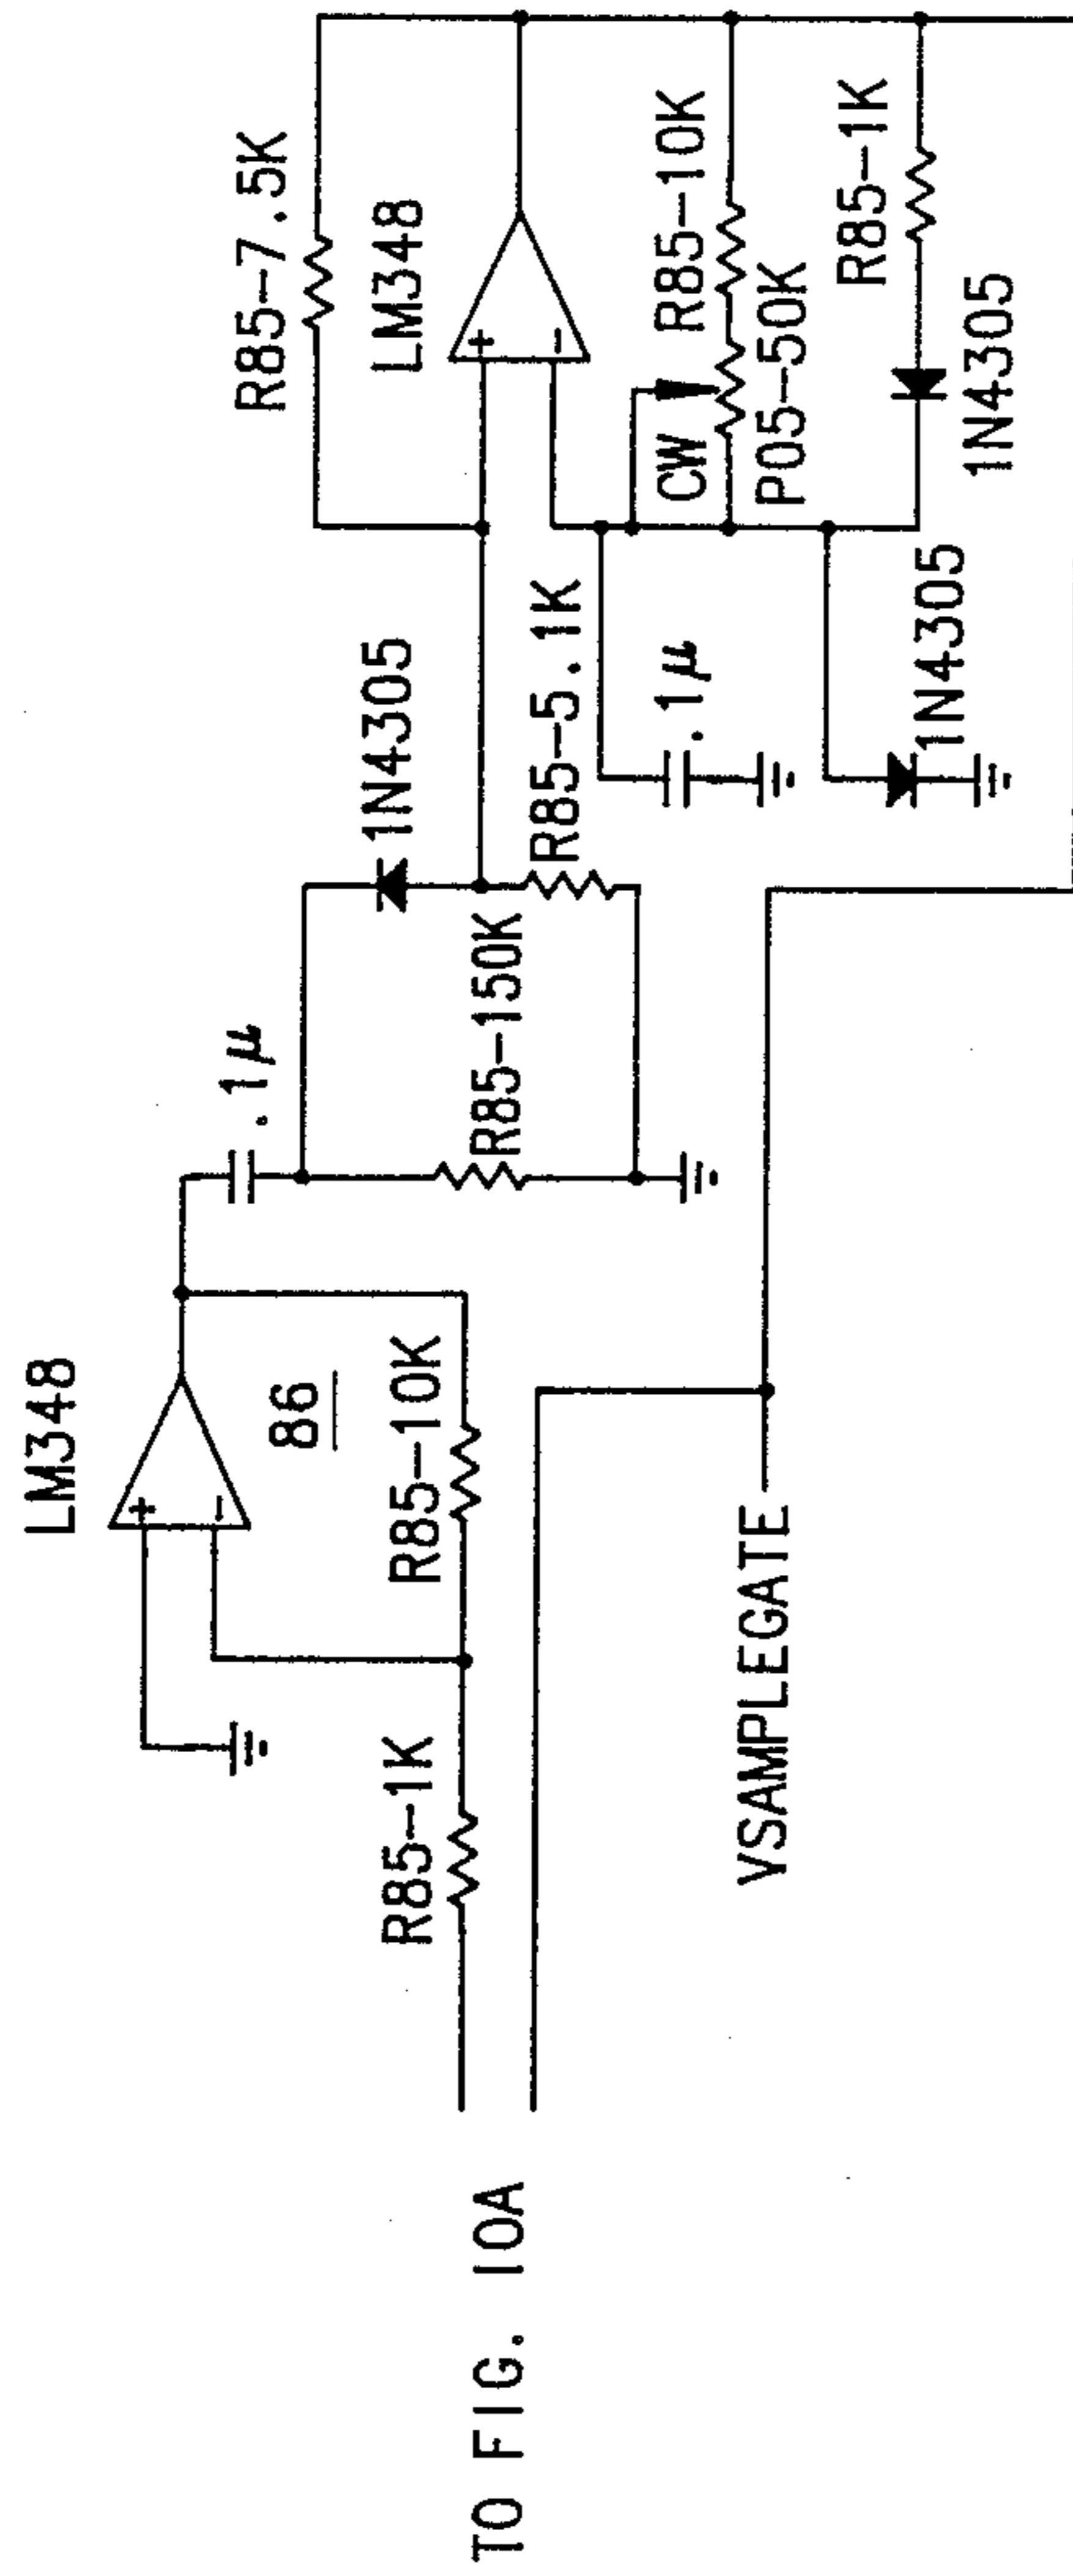 R85-7.5K
LM348
R85-10K
CW
P05-50K
R85-1K
1N4305
1N4305
R85-5.1K
.1µ
1N4305
R85-150K
.1µ
LM348
86
R85-10K
R85-1K
VSAMPLEGATE
TO FIG. 10A